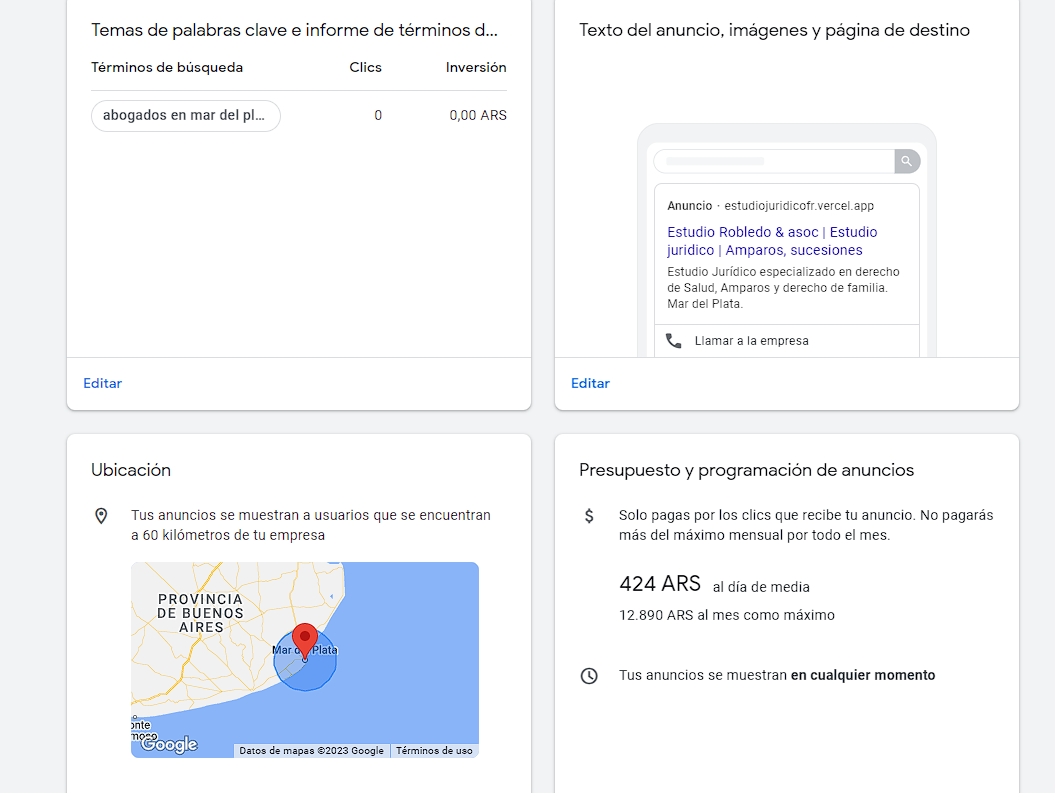 Temas de palabras clave e informe de términos d...
Términos de búsqueda Clics Inversión
abogados en mar del pl... 0 0,00 ARS
Editar
Texto del anuncio, imágenes y página de destino
Anuncio · estudiojuridicofr.vercel.app
Estudio Robledo & asoc | Estudio
juridico | Amparos, sucesiones
Estudio Jurídico especializado en derecho
de Salud, Amparos y derecho de familia.
Mar del Plata.
Llamar a la empresa
Editar
Ubicación
Tus anuncios se muestran a usuarios que se encuentran
a 60 kilómetros de tu empresa
PROVINCIA
DE BUENOS
AIRES
Mar del Plata
onte
moco
Google
Datos de mapas ©2023 Google Términos de uso
Presupuesto y programación de anuncios
$ Solo pagas por los clics que recibe tu anuncio. No pagarás
más del máximo mensual por todo el mes.
424 ARS al día de media
12.890 ARS al mes como máximo
Tus anuncios se muestran en cualquier momento